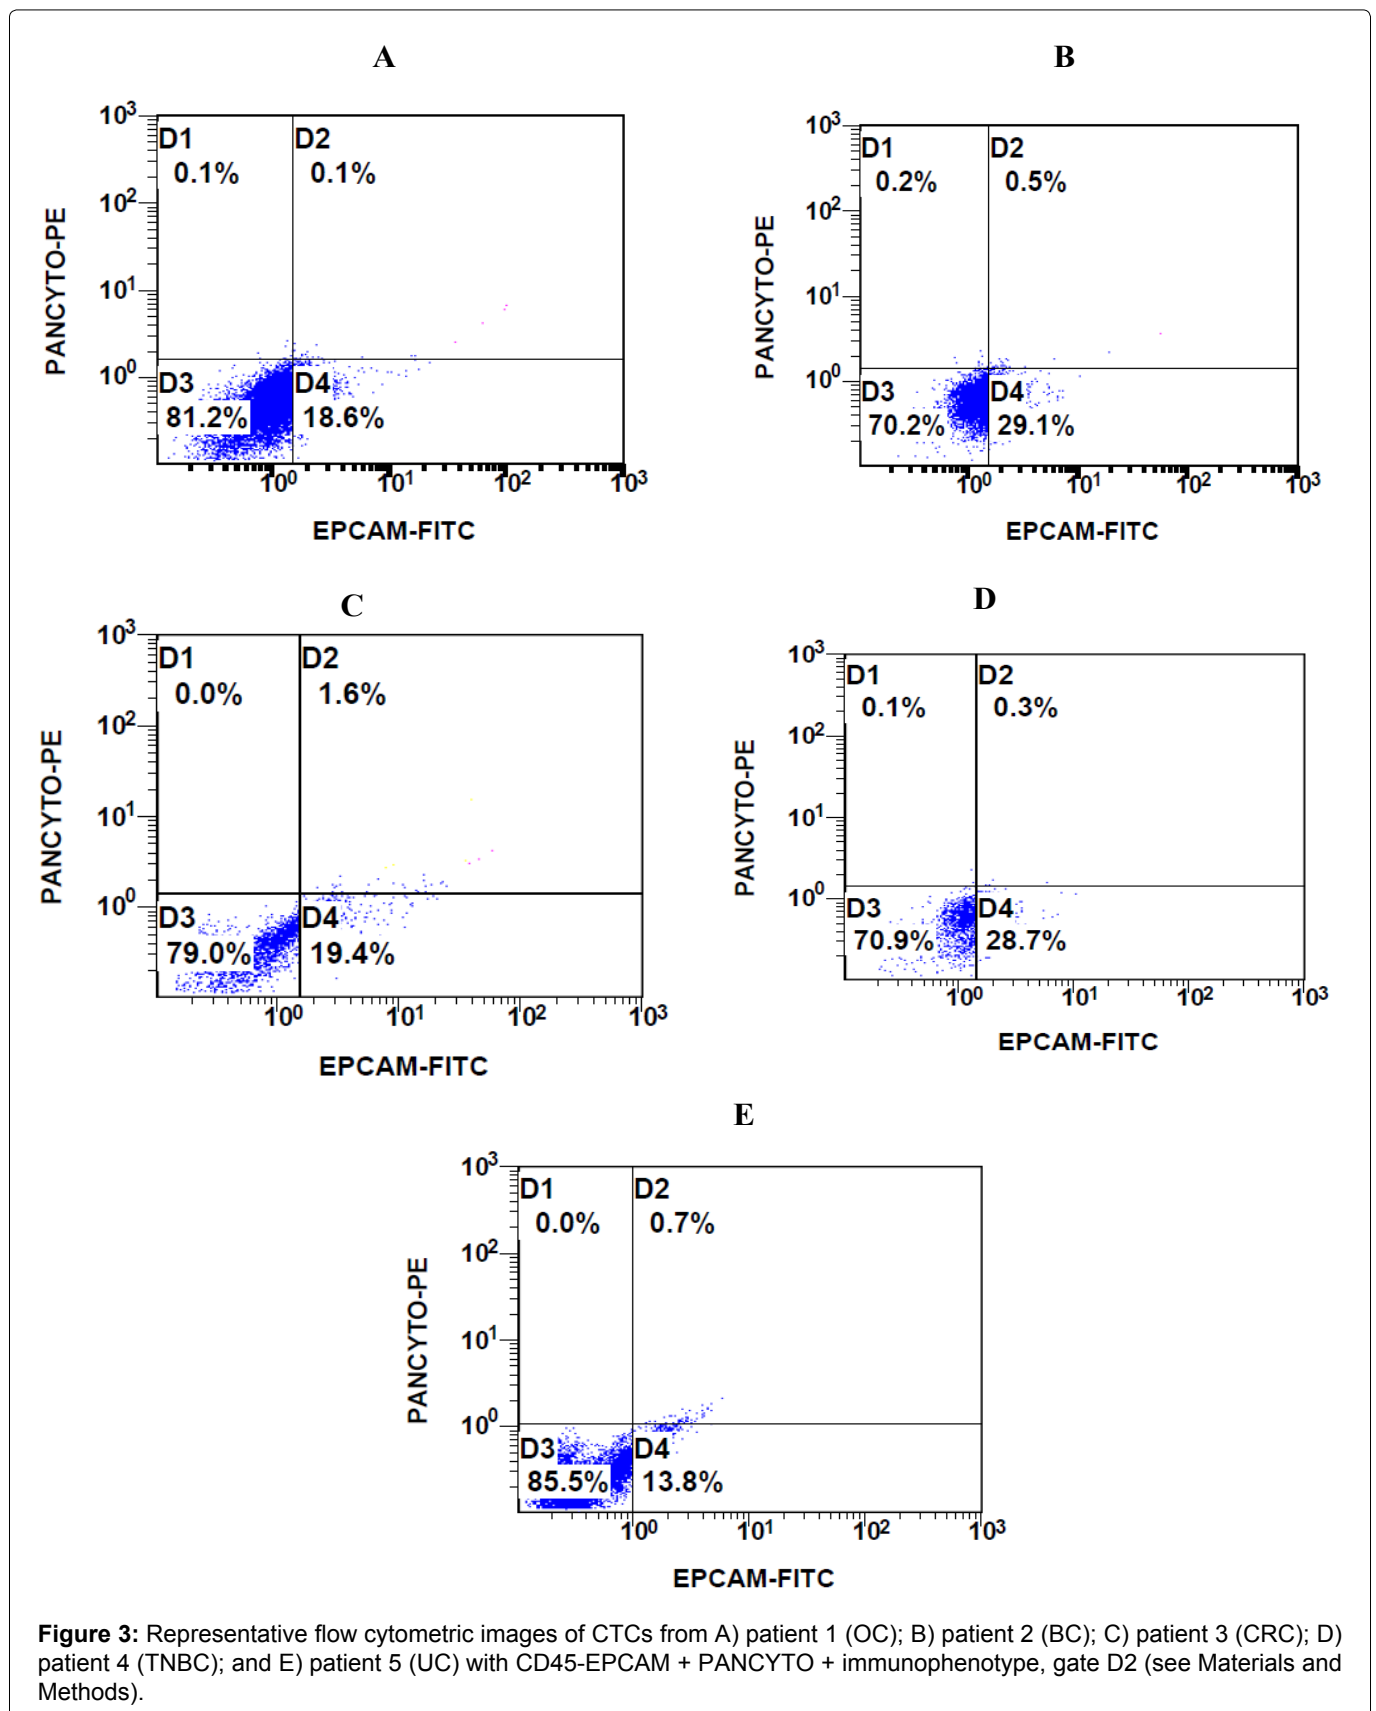 A
B
10³
D1
D2
0.1%
0.1%
10²
PANCYTO-PE
10¹
10⁰
D3
D4
81.2%
18.6%
10⁰ 10¹ 10² 10³
EPCAM-FITC
10³
D1
D2
0.2%
0.5%
10²
PANCYTO-PE
10¹
10⁰
D3
D4
70.2%
29.1%
10⁰ 10¹ 10² 10³
EPCAM-FITC
C
D
10³
D1
D2
0.0%
1.6%
10²
PANCYTO-PE
10¹
10⁰
D3
D4
79.0%
19.4%
10⁰ 10¹ 10² 10³
EPCAM-FITC
10³
D1
D2
0.1%
0.3%
10²
PANCYTO-PE
10¹
10⁰
D3
D4
70.9%
28.7%
10⁰ 10¹ 10² 10³
EPCAM-FITC
E
10³
D1
D2
0.0%
0.7%
10²
PANCYTO-PE
10¹
10⁰
D3
D4
85.5%
13.8%
10⁰ 10¹ 10² 10³
EPCAM-FITC
Figure 3: Representative flow cytometric images of CTCs from A) patient 1 (OC); B) patient 2 (BC); C) patient 3 (CRC); D)
patient 4 (TNBC); and E) patient 5 (UC) with CD45-EPCAM + PANCYTO + immunophenotype, gate D2 (see Materials and
Methods).